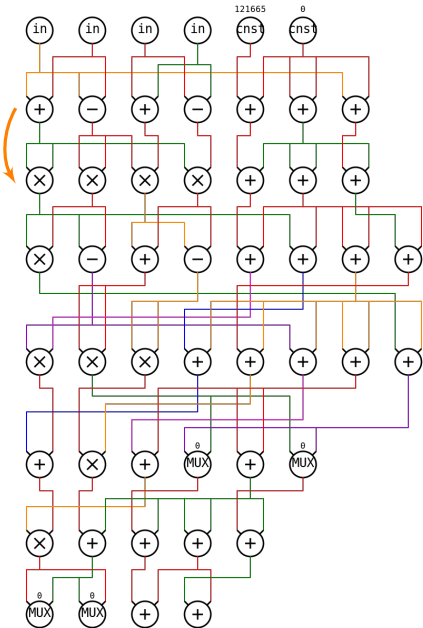 121665 0
in in in in cnst cnst
+ − + − + +
× × × × + + +
× − + − + + + +
× × × + + + + +
0 0
+ × + MUX + MUX
× + + + +
0 0
MUX MUX + +